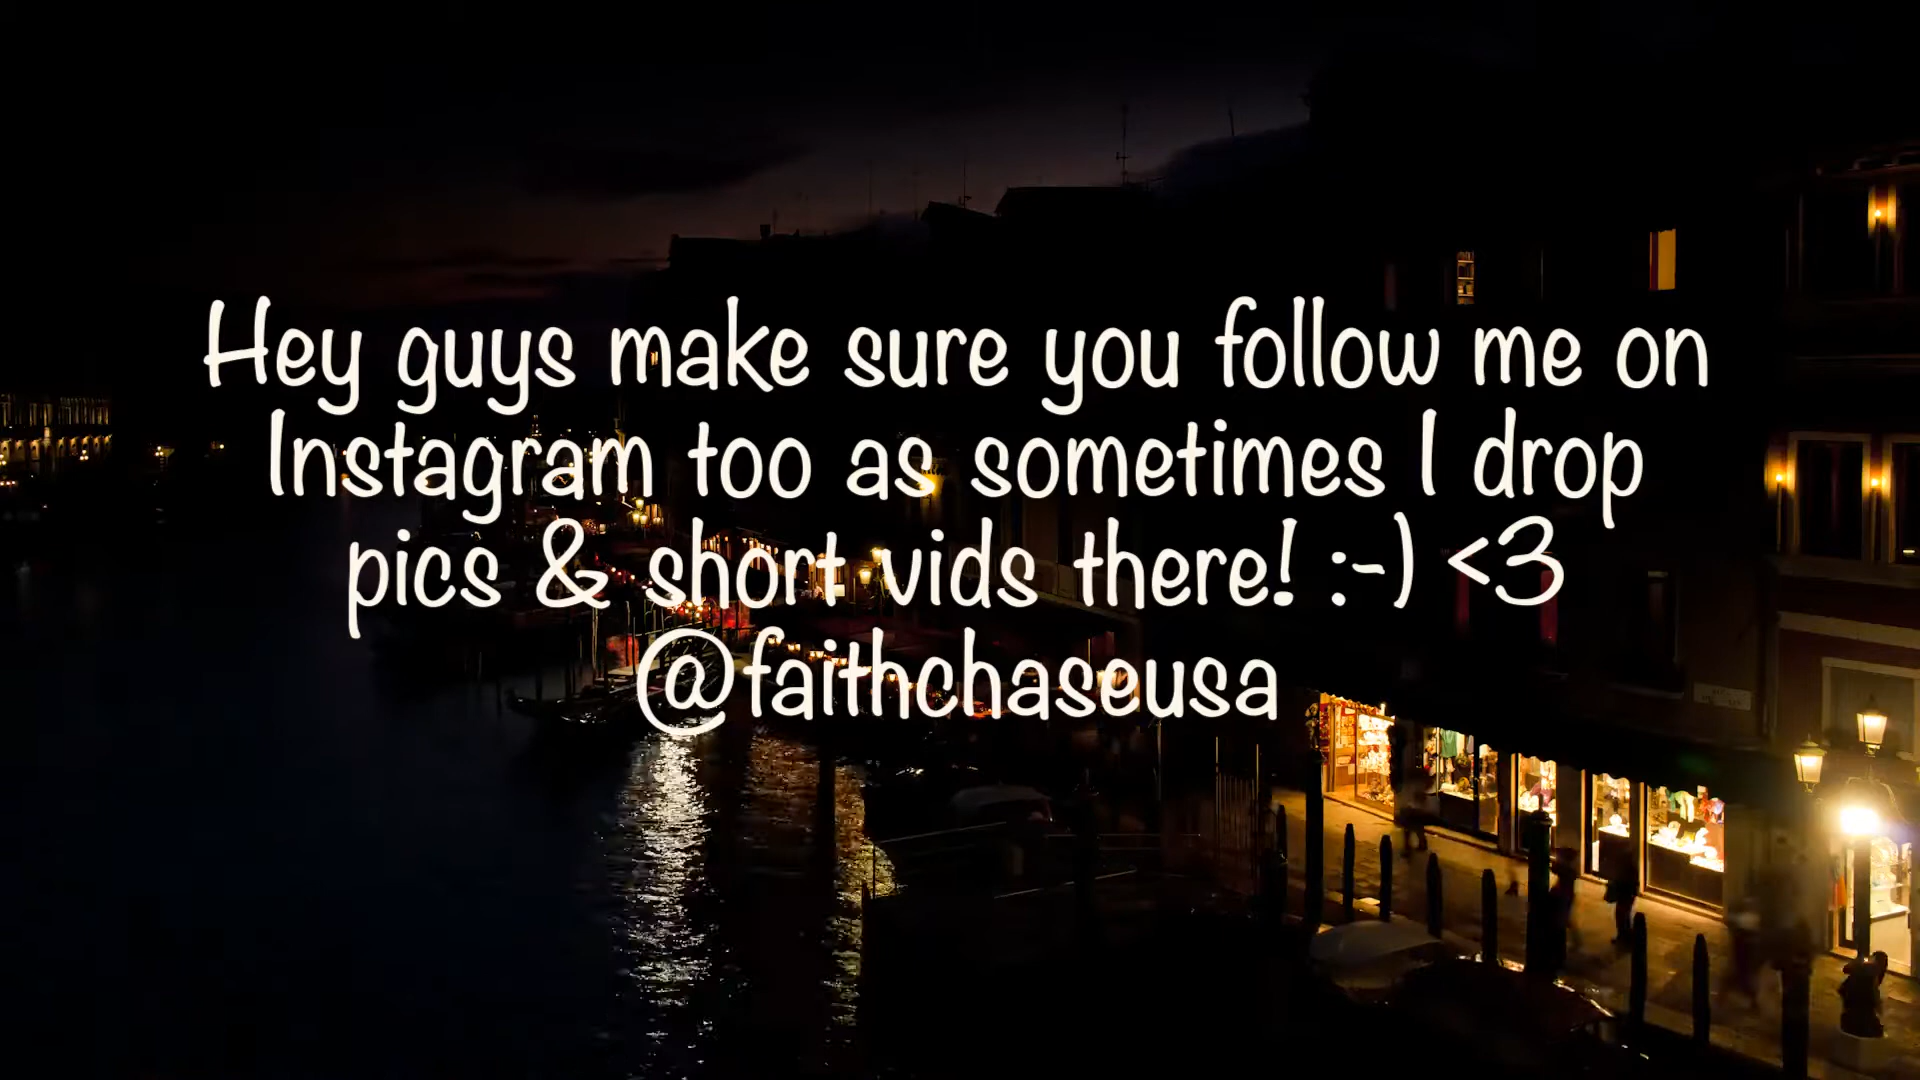 Hey guys make sure you follow me on
Instagram too as sometimes I drop
pics & short vids there! :-) <3
@faithchaseusa